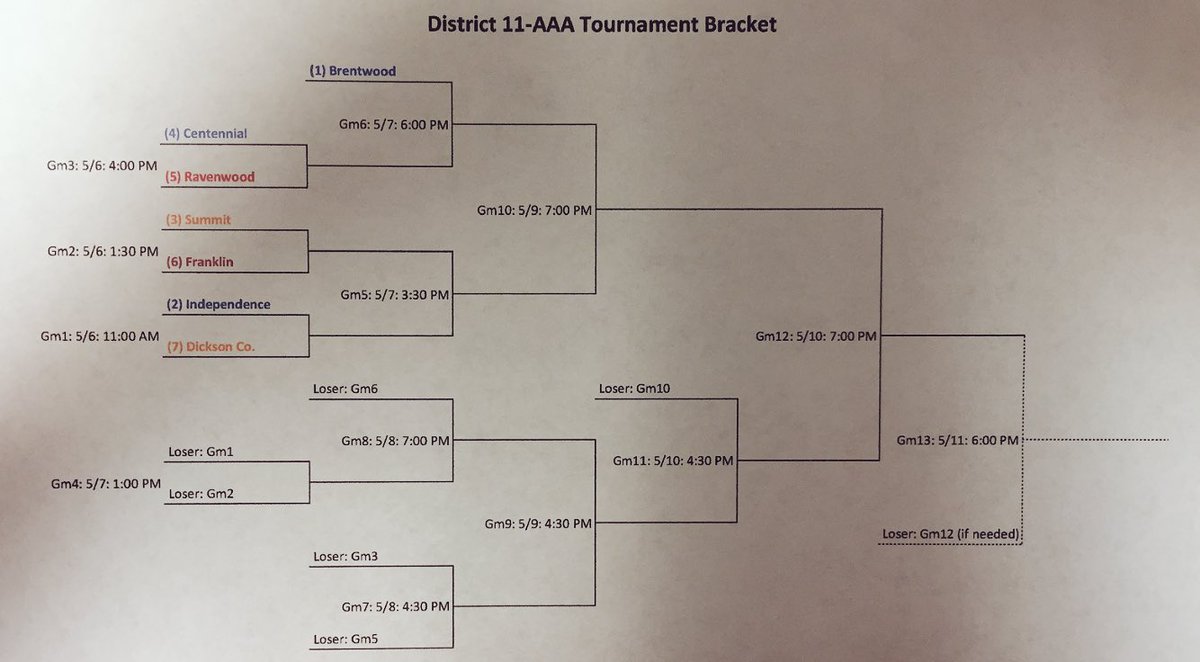 District 11-AAA Tournament Bracket
(1) Brentwood
Gm6: 5/7: 6:00 PM
(4) Centennial
Gm3: 5/6: 4:00 PM
(5) Ravenwood
(3) Summit
Gm10: 5/9: 7:00 PM
Gm2: 5/6: 1:30 PM
(6) Franklin
Gm5: 5/7: 3:30 PM
(2) Independence
Gm1: 5/6: 11:00 AM
(7) Dickson Co.
Gm12: 5/10: 7:00 PM
Loser: Gm6
Loser: Gm10
Gm8: 5/8: 7:00 PM
Gm13: 5/11: 6:00 PM
Loser: Gm1
Gm11: 5/10: 4:30 PM
Gm4: 5/7: 1:00 PM
Loser: Gm2
Gm9: 5/9: 4:30 PM
Loser: Gm12 (if needed)
Loser: Gm3
Gm7: 5/8: 4:30 PM
Loser: Gm5